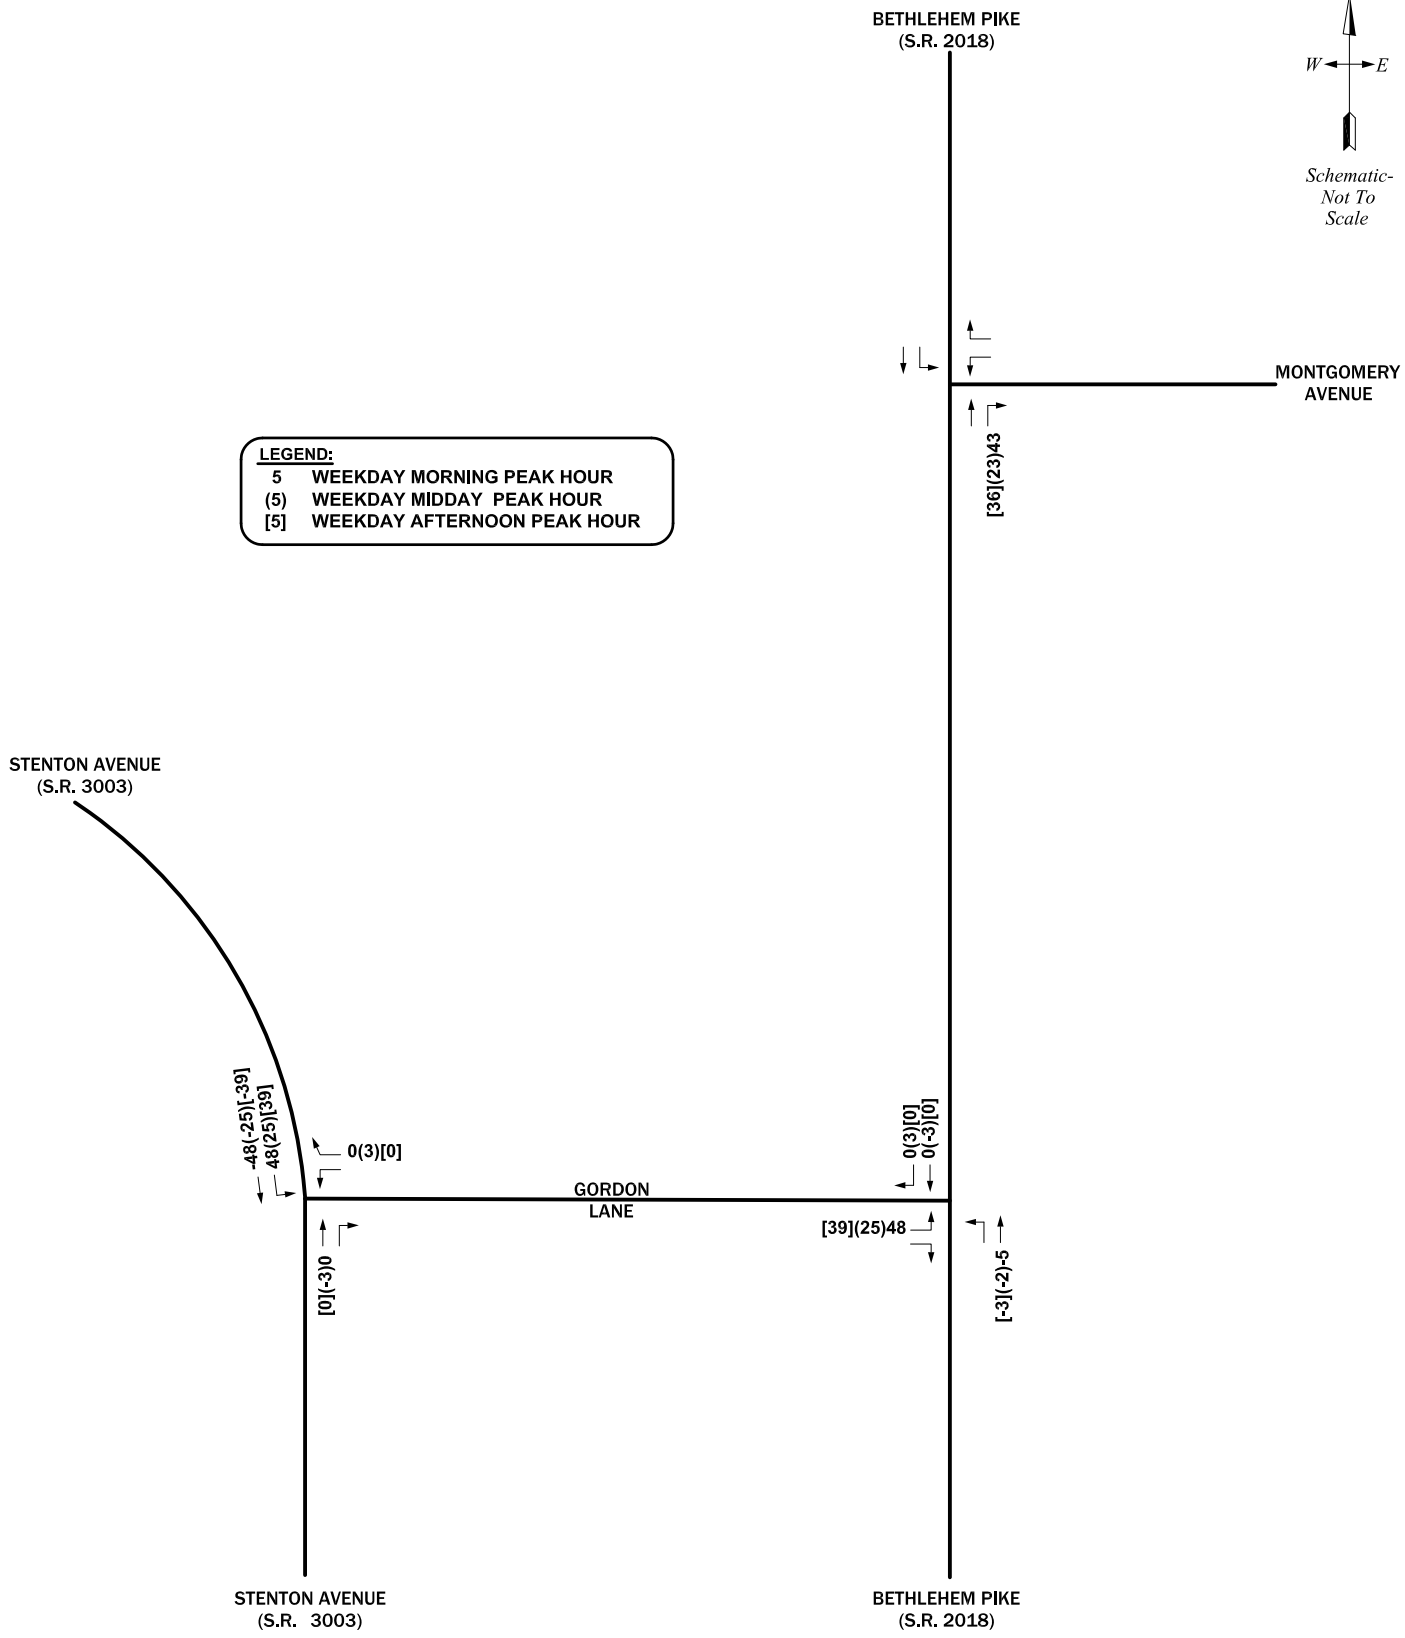 BETHLEHEM PIKE
(S.R. 2018)
W E
Schematic-
Not To
Scale
MONTGOMERY
AVENUE
[36](23)43
LEGEND:
5 WEEKDAY MORNING PEAK HOUR
(5) WEEKDAY MIDDAY PEAK HOUR
[5] WEEKDAY AFTERNOON PEAK HOUR
STENTON AVENUE
(S.R. 3003)
-48(-25)[-39]
48(25)[39]
0(3)[0]
[0](-3)0
GORDON
LANE
0(3)[0]
0(-3)[0]
[39](25)48
[-3](-2)-5
STENTON AVENUE
(S.R. 3003)
BETHLEHEM PIKE
(S.R. 2018)